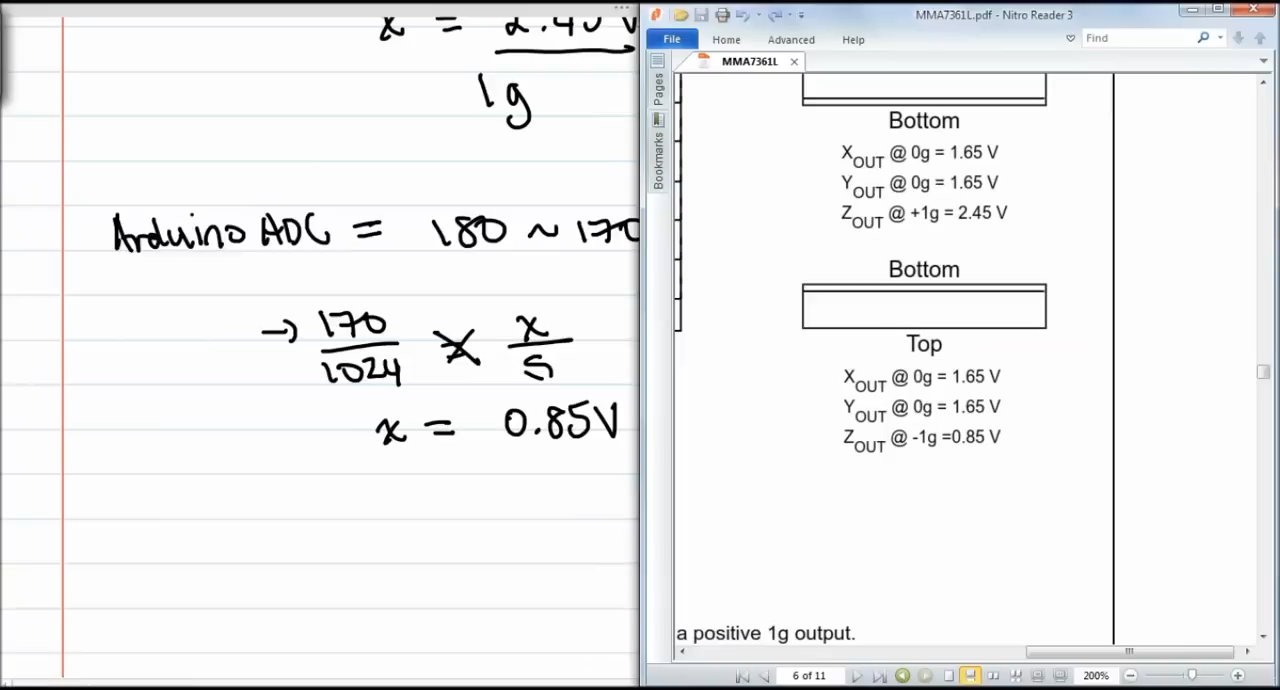 x = 2.45 V
1g
Arduino ADC = 180 ~ 170
→ 170 x
1024 5
x = 0.85V
MMA7361L.pdf - Nitro Reader 3
File Home Advanced Help Find
MMA7361L
Pages
Bookmarks
Bottom
XOUT @ 0g = 1.65 V
YOUT @ 0g = 1.65 V
ZOUT @ +1g = 2.45 V
Bottom
Top
XOUT @ 0g = 1.65 V
YOUT @ 0g = 1.65 V
ZOUT @ -1g =0.85 V
a positive 1g output.
6 of 11 200%